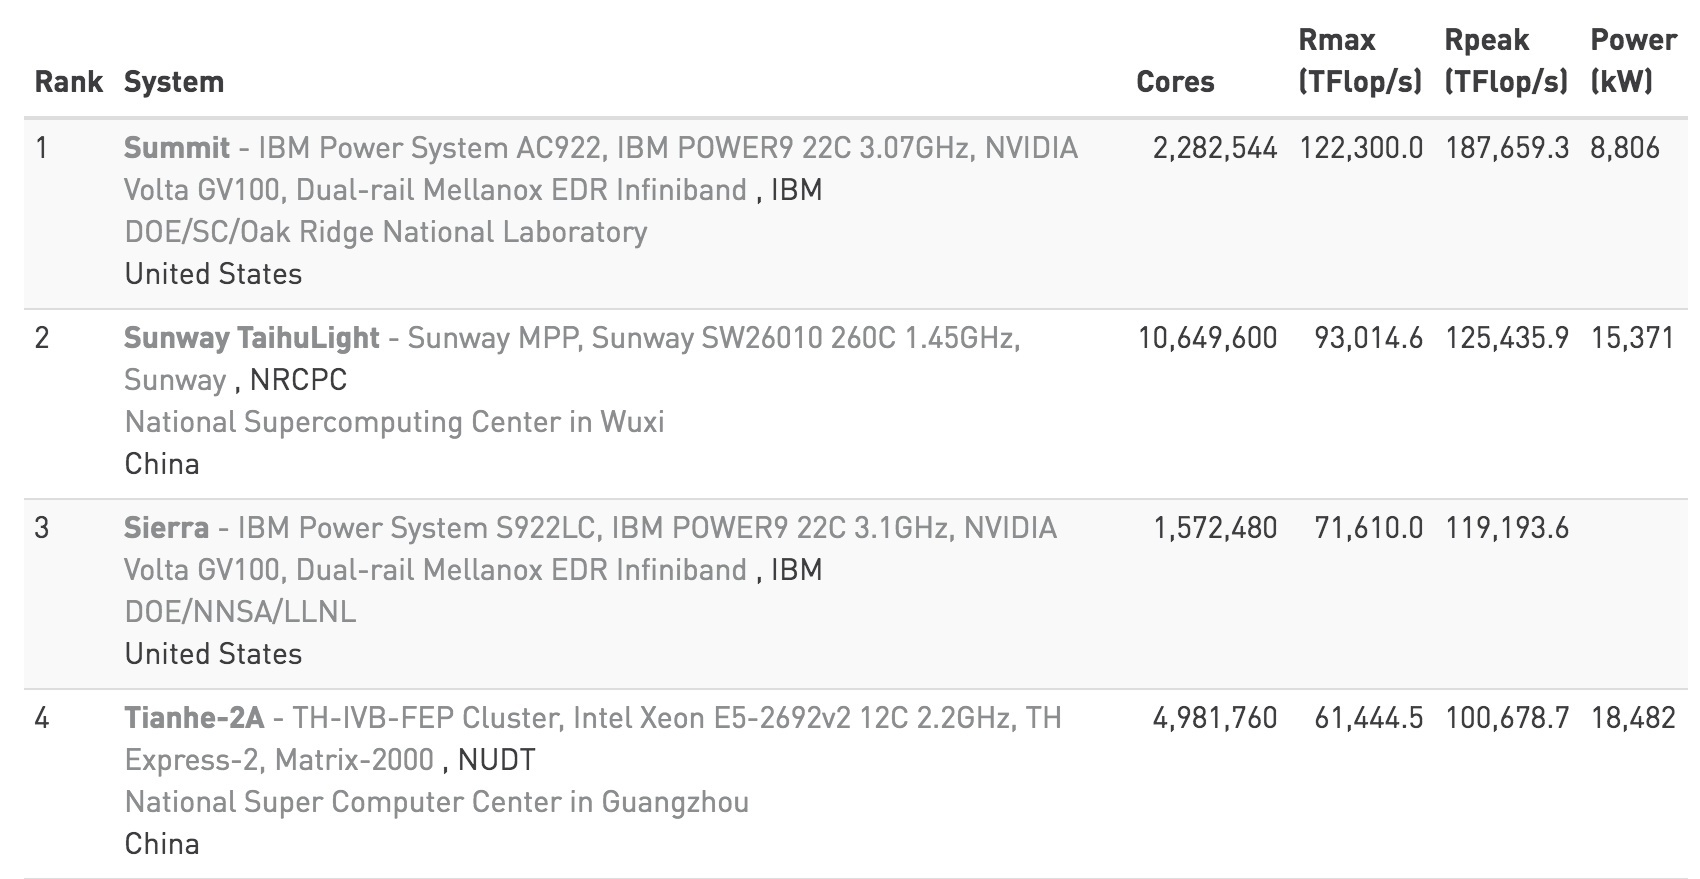 Rank System Cores Rmax (TFlop/s) Rpeak (TFlop/s) Power (kW)
1 Summit - IBM Power System AC922, IBM POWER9 22C 3.07GHz, NVIDIA 2,282,544 122,300.0 187,659.3 8,806
Volta GV100, Dual-rail Mellanox EDR Infiniband , IBM
DOE/SC/Oak Ridge National Laboratory
United States
2 Sunway TaihuLight - Sunway MPP, Sunway SW26010 260C 1.45GHz, 10,649,600 93,014.6 125,435.9 15,371
Sunway , NRCPC
National Supercomputing Center in Wuxi
China
3 Sierra - IBM Power System S922LC, IBM POWER9 22C 3.1GHz, NVIDIA 1,572,480 71,610.0 119,193.6
Volta GV100, Dual-rail Mellanox EDR Infiniband , IBM
DOE/NNSA/LLNL
United States
4 Tianhe-2A - TH-IVB-FEP Cluster, Intel Xeon E5-2692v2 12C 2.2GHz, TH 4,981,760 61,444.5 100,678.7 18,482
Express-2, Matrix-2000 , NUDT
National Super Computer Center in Guangzhou
China